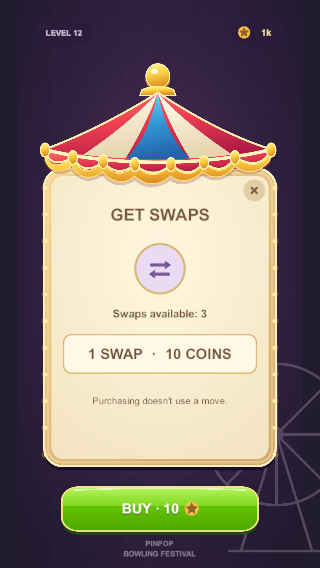 LEVEL 12
1k
GET SWAPS
Swaps available: 3
1 SWAP · 10 COINS
Purchasing doesn't use a move.
BUY · 10
PINPOP
BOWLING FESTIVAL